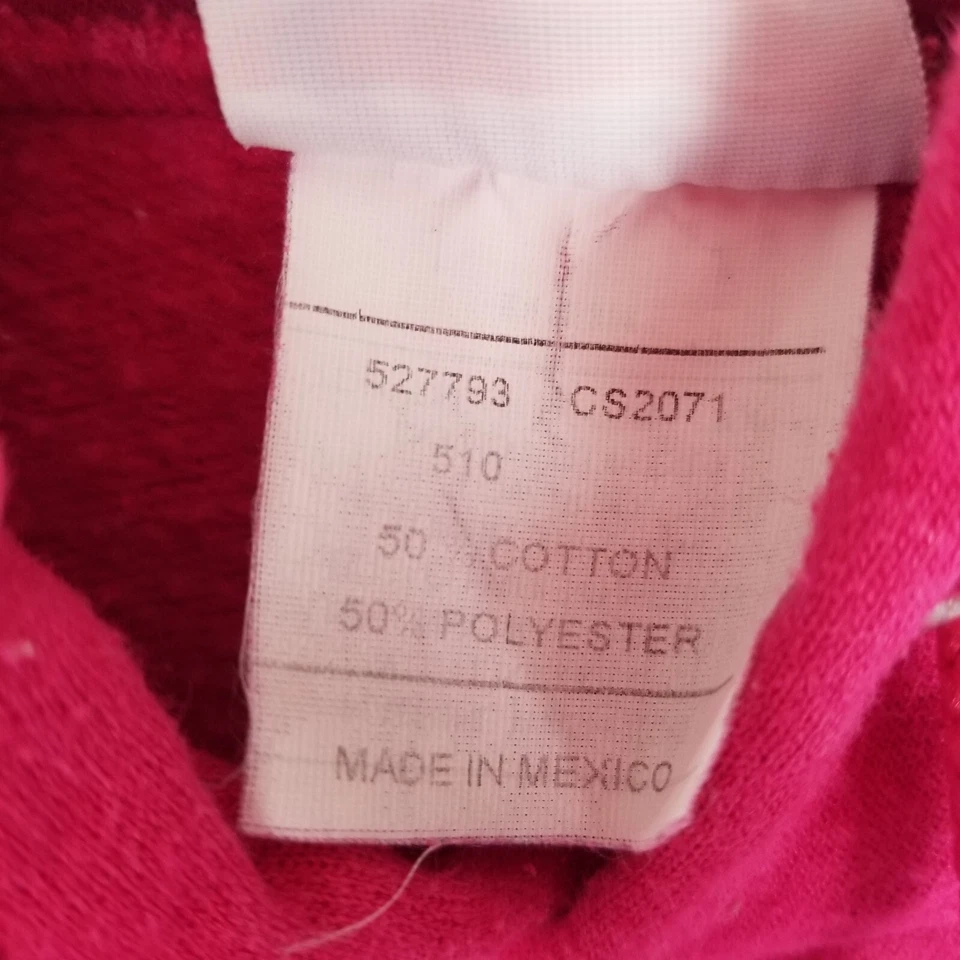 527793 CS2071
510
50 % COTTON
50% POLYESTER
MADE IN MEXICO